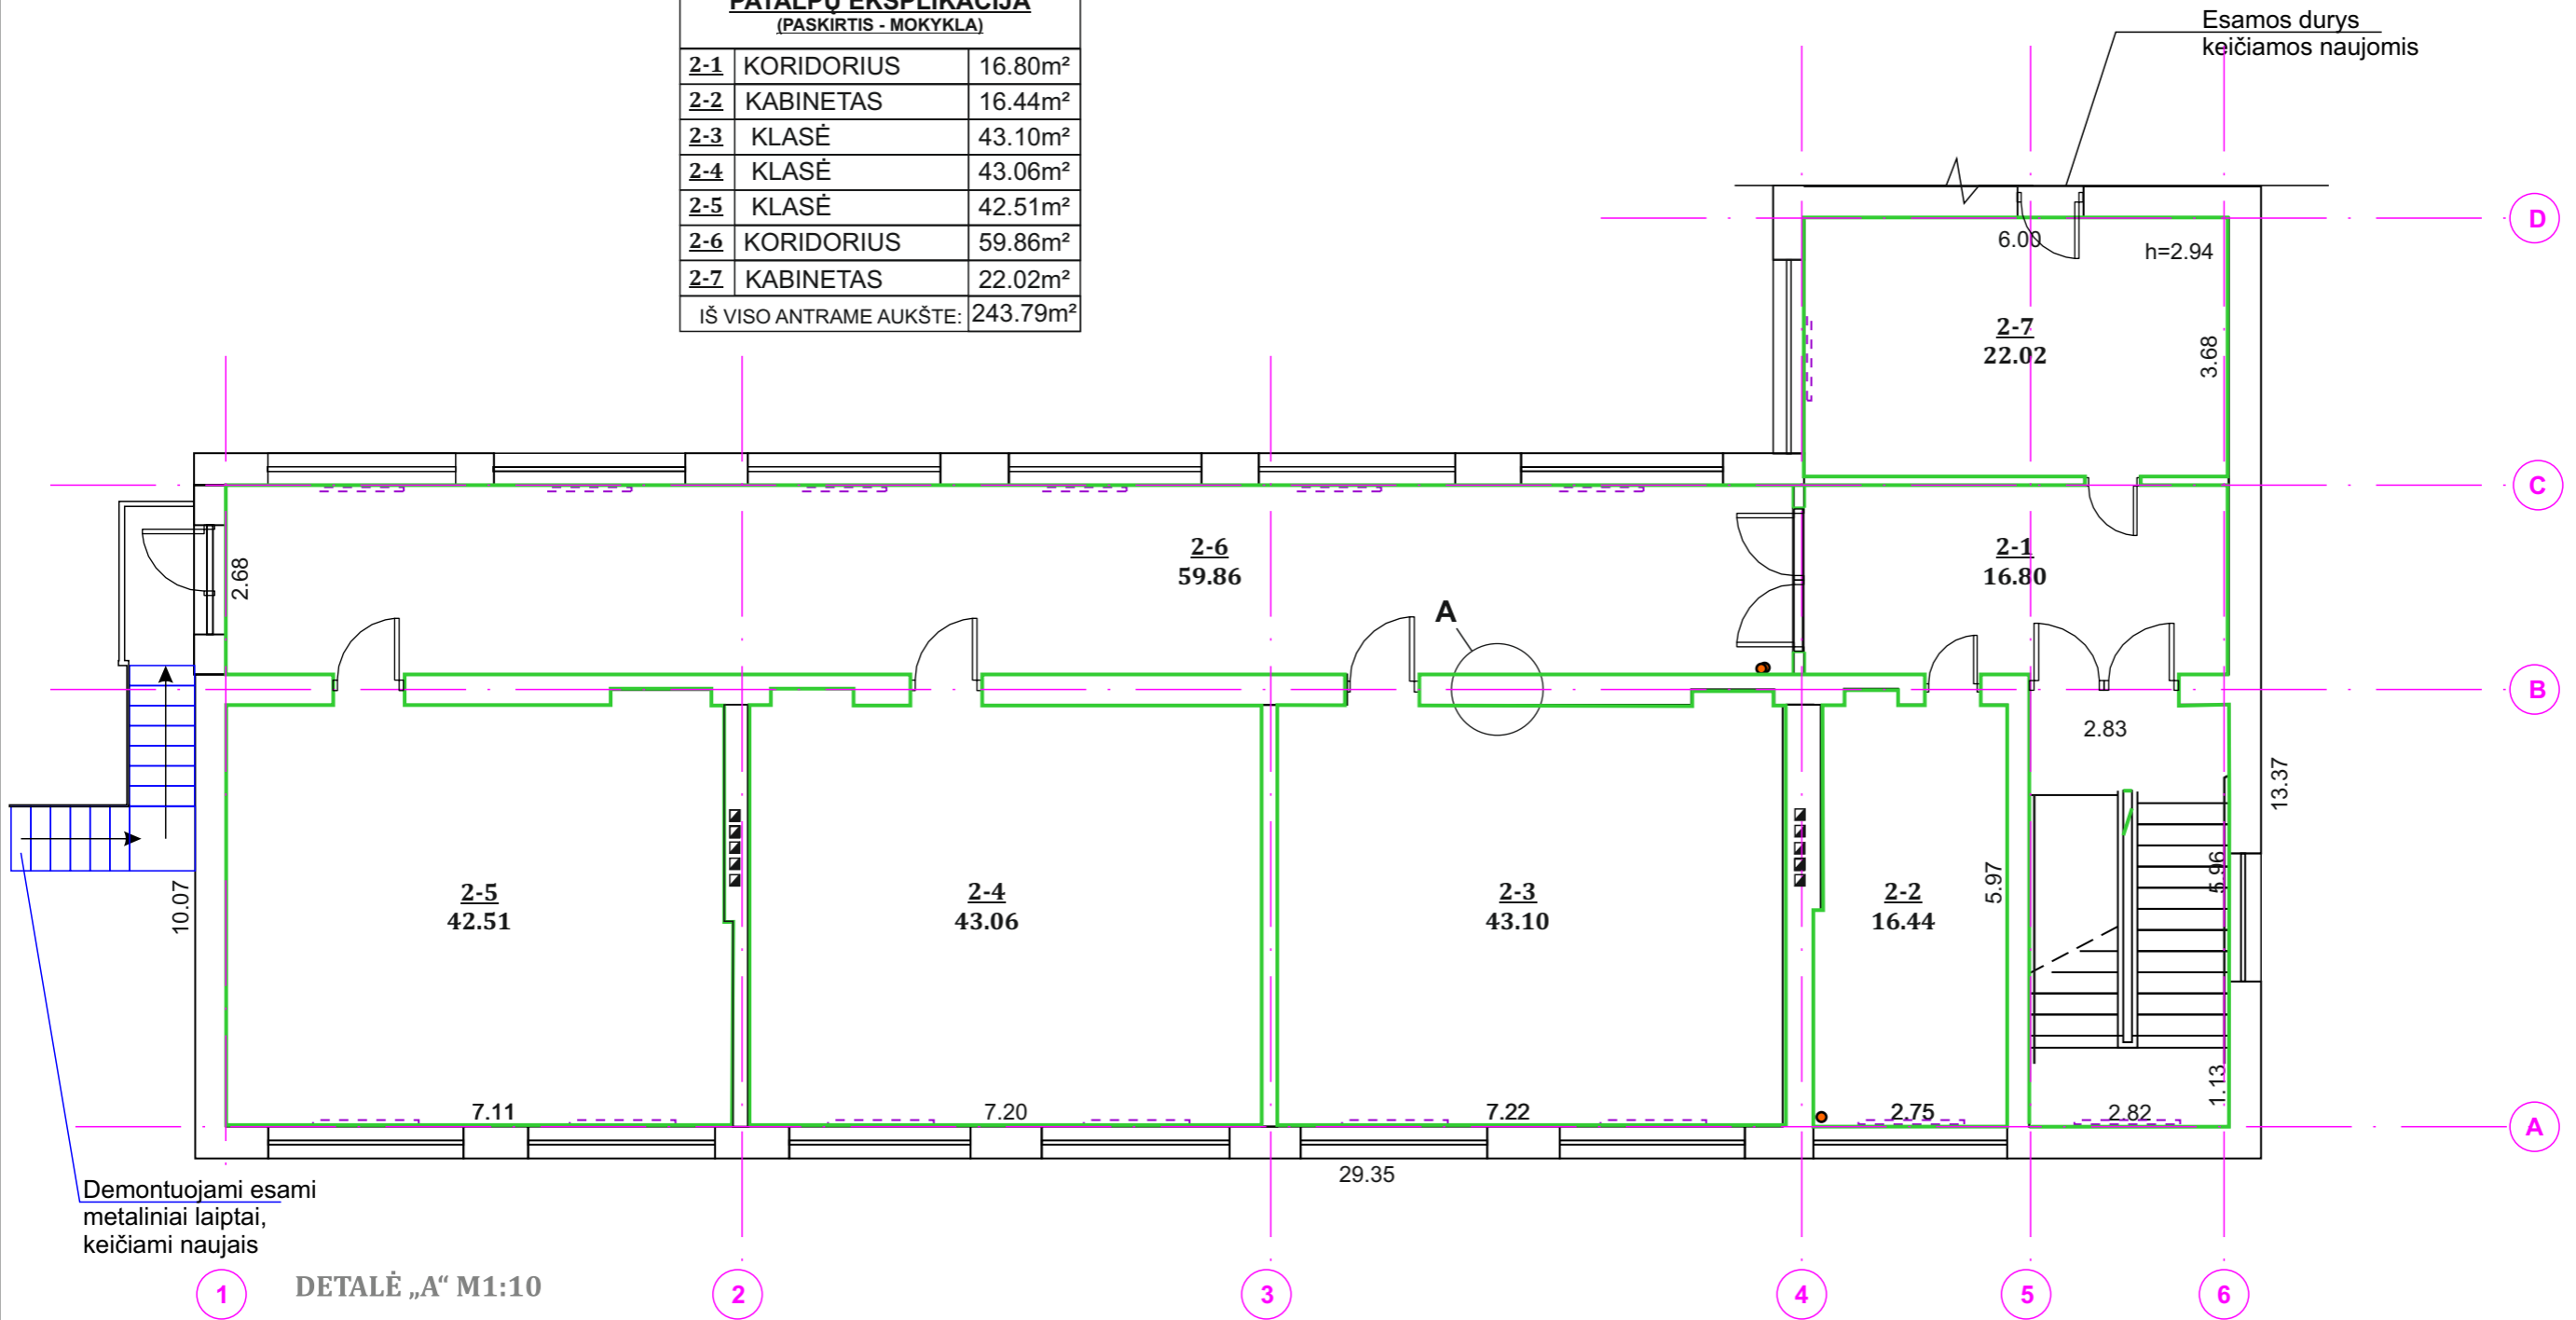 PATALPŲ EKSPLIKACIJA
(PASKIRTIS - MOKYKLA)
2-1 KORIDORIUS 16.80m²
2-2 KABINETAS 16.44m²
2-3 KLASĖ 43.10m²
2-4 KLASĖ 43.06m²
2-5 KLASĖ 42.51m²
2-6 KORIDORIUS 59.86m²
2-7 KABINETAS 22.02m²
IŠ VISO ANTRAME AUKŠTE: 243.79m²
Esamos durys
keičiamos naujomis
D
6.00
h=2.94
2-7
22.02
3.68
C
2.68
2-6
59.86
2-1
16.80
A
B
2.83
13.37
10.07
2-5
42.51
2-4
43.06
2-3
43.10
2-2
16.44
5.97
5.96
1.13
7.11
7.20
7.22
2.75
2.82
A
29.35
Demontuojami esami
metaliniai laiptai,
keičiami naujais
DETALĖ „A“ M1:10
1
2
3
4
5
6